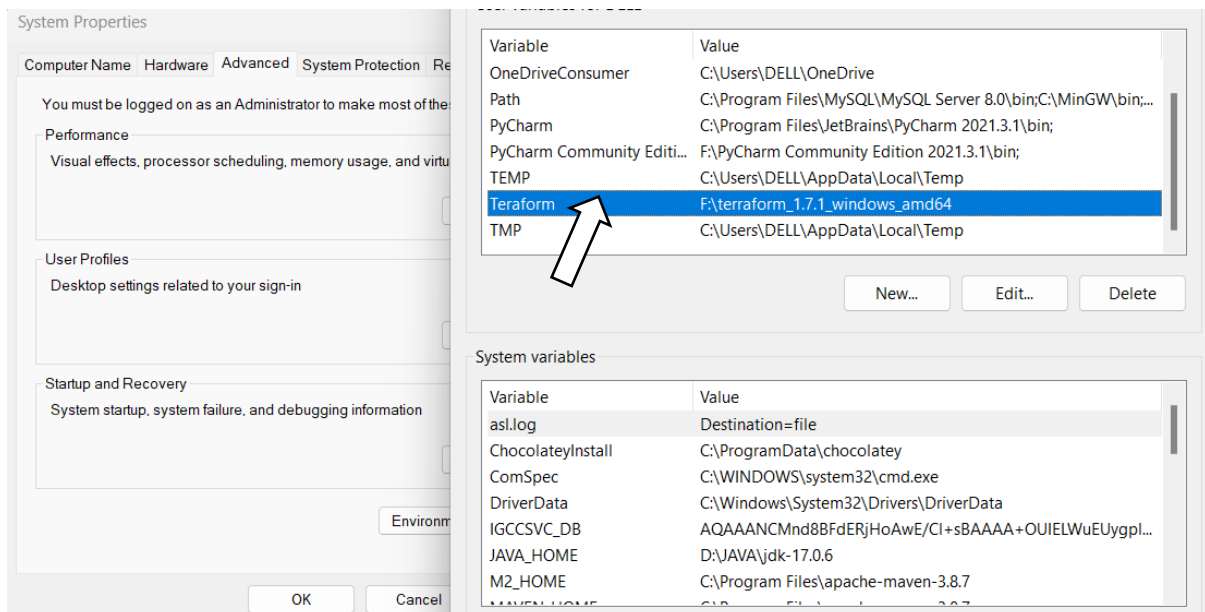 System Properties
Computer Name Hardware Advanced System Protection Re
You must be logged on as an Administrator to make most of the
Performance
Visual effects, processor scheduling, memory usage, and virtu
User Profiles
Desktop settings related to your sign-in
Startup and Recovery
System startup, system failure, and debugging information
Environm
OK Cancel
Variable Value
OneDriveConsumer C:\Users\DELL\OneDrive
Path C:\Program Files\MySQL\MySQL Server 8.0\bin;C:\MinGW\bin;...
PyCharm C:\Program Files\JetBrains\PyCharm 2021.3.1\bin;
PyCharm Community Editi... F:\PyCharm Community Edition 2021.3.1\bin;
TEMP C:\Users\DELL\AppData\Local\Temp
Teraform F:\terraform_1.7.1_windows_amd64
TMP C:\Users\DELL\AppData\Local\Temp
New... Edit... Delete
System variables
Variable Value
asl.log Destination=file
ChocolateyInstall C:\ProgramData\chocolatey
ComSpec C:\WINDOWS\system32\cmd.exe
DriverData C:\Windows\System32\Drivers\DriverData
IGCCSVC_DB AQAAANCMnd8BFdERjHoAwE/Cl+sBAAAA+OUIELWuEUygpl...
JAVA_HOME D:\JAVA\jdk-17.0.6
M2_HOME C:\Program Files\apache-maven-3.8.7